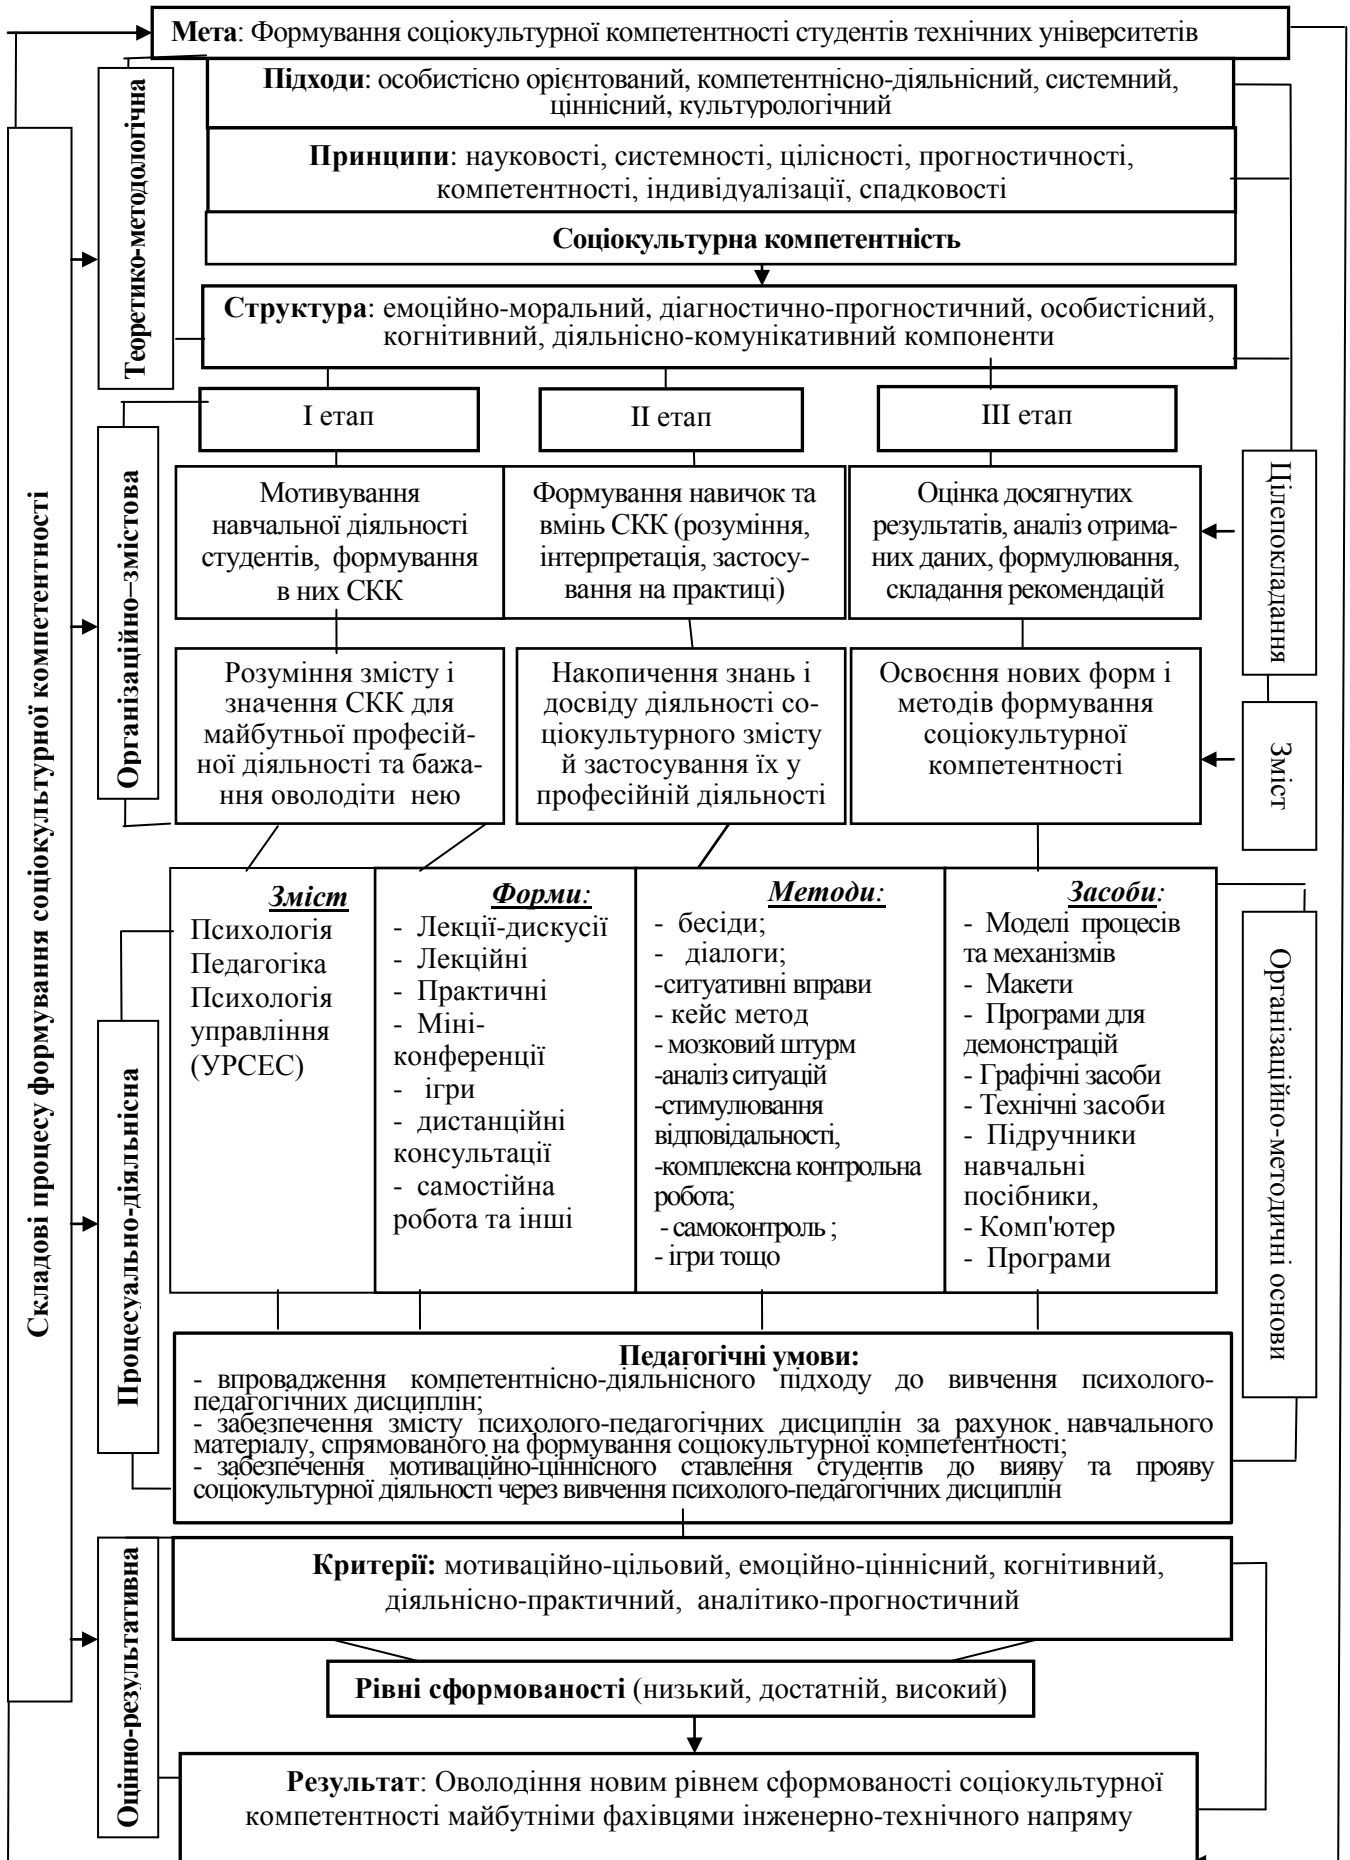 Мета: Формування соціокультурної компетентності студентів технічних університетів
Підходи: особистісно орієнтований, компетентнісно-діяльнісний, системний,
ціннісний, культурологічний
Принципи: науковості, системності, цілісності, прогностичності,
компетентності, індивідуалізації, спадковості
Соціокультурна компетентність
Структура: емоційно-моральний, діагностично-прогностичний, особистісний,
когнітивний, діяльнісно-комунікативний компоненти
Складові процесу формування соціокультурної компетентності
Теоретико-методологічна
Організаційно–змістова
Процесуально-діяльнісна
Оцінно-результативна
I етап
II етап
III етап
Мотивування
навчальної діяльності
студентів, формування
в них СКК
Формування навичок та
вмінь СКК (розуміння,
інтерпретація, застосу-
вання на практиці)
Оцінка досягнутих
результатів, аналіз отрима-
них даних, формулювання,
складання рекомендацій
Цілепокладання
Розуміння змісту і
значення СКК для
майбутньої професій-
ної діяльності та бажа-
ння оволодіти нею
Накопичення знань і
досвіду діяльності со-
ціокультурного змісту
й застосування їх у
професійній діяльності
Освоєння нових форм і
методів формування
соціокультурної
компетентності
Зміст
Зміст
Психологія
Педагогіка
Психологія
управління
(УРСЕС)
Форми:
- Лекції-дискусії
- Лекційні
- Практичні
- Міні-
конференції
- ігри
- дистанційні
консультації
- самостійна
робота та інші
Методи:
- бесіди;
- діалоги;
-ситуативні вправи
- кейс метод
- мозковий штурм
-аналіз ситуацій
-стимулювання
відповідальності,
-комплексна контрольна
робота;
- самоконтроль ;
- ігри тощо
Засоби:
- Моделі процесів
та механізмів
- Макети
- Програми для
демонстрацій
- Графічні засоби
- Технічні засоби
- Підручники
навчальні
посібники,
- Комп'ютер
- Програми
Організаційно-методичні основи
Педагогічні умови:
- впровадження компетентнісно-діяльнісного підходу до вивчення психолого-
педагогічних дисциплін;
- забезпечення змісту психолого-педагогічних дисциплін за рахунок навчального
матеріалу, спрямованого на формування соціокультурної компетентності;
- забезпечення мотиваційно-ціннісного ставлення студентів до вияву та прояву
соціокультурної діяльності через вивчення психолого-педагогічних дисциплін
Критерії: мотиваційно-цільовий, емоційно-ціннісний, когнітивний,
діяльнісно-практичний, аналітико-прогностичний
Рівні сформованості (низький, достатній, високий)
Результат: Оволодіння новим рівнем сформованості соціокультурної
компетентності майбутніми фахівцями інженерно-технічного напряму